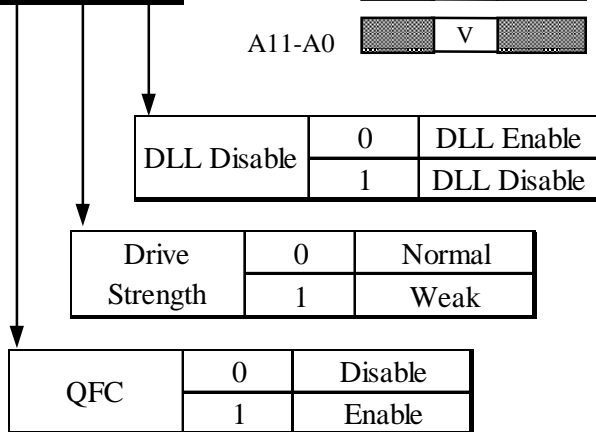 A11-A0 V
DLL Disable 0 DLL Enable
1 DLL Disable
Drive Strength 0 Normal
1 Weak
QFC 0 Disable
1 Enable